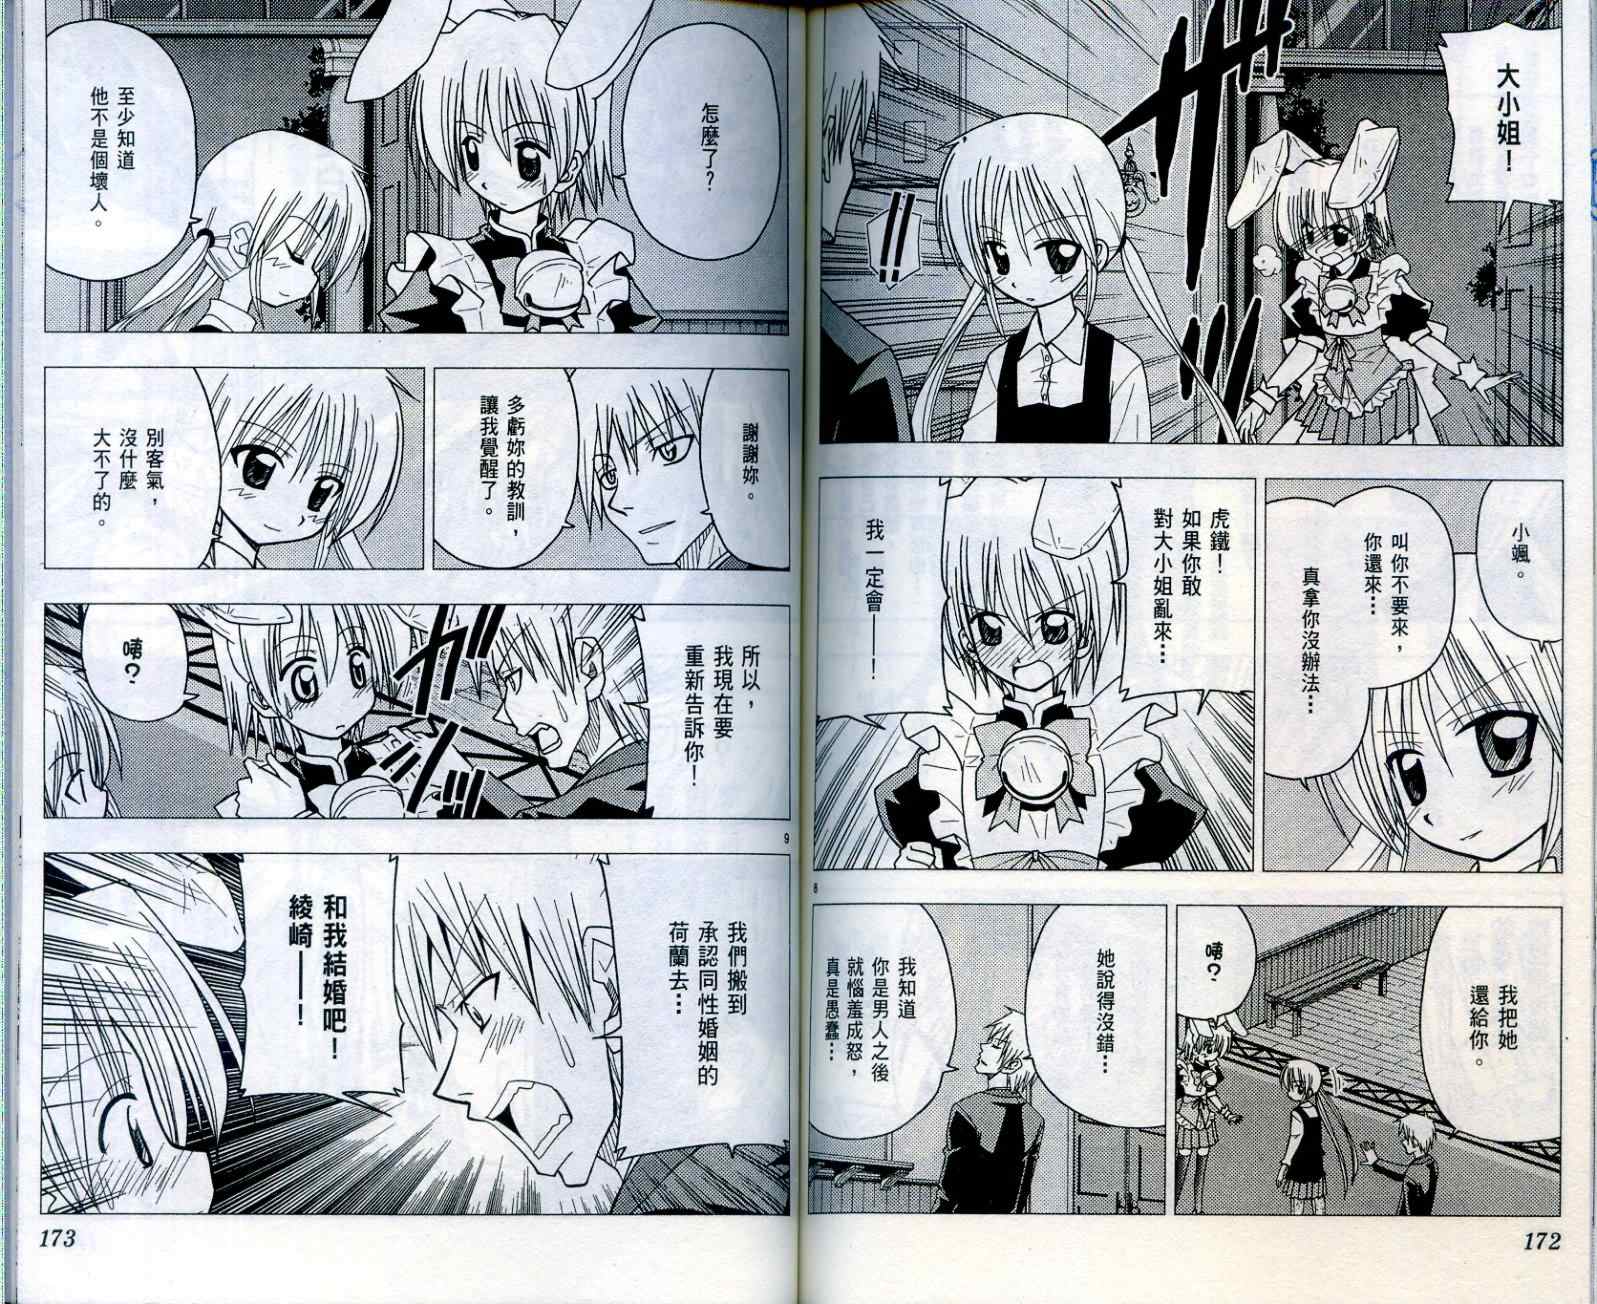 大小姐！
！！
小颯。
叫你不要來，
你還來…
真拿你沒辦法…
虎鐵！
如果你敢
對大小姐亂來…
我一定會——！
我把她
還給你。
咦？
她說得沒錯…
我知道
你是男人之後
就惱羞成怒，
真是愚蠢…
8
172
怎麼了？
至少知道
他不是個壞人。
謝謝妳。
多虧妳的教訓，
讓我覺醒了。
別客氣，
沒什麼
大不了的。
所以，
我現在要
重新告訴你！
咦？
9
我們搬到
承認同性婚姻的
荷蘭去…
和我結婚吧！
綾崎——！
173